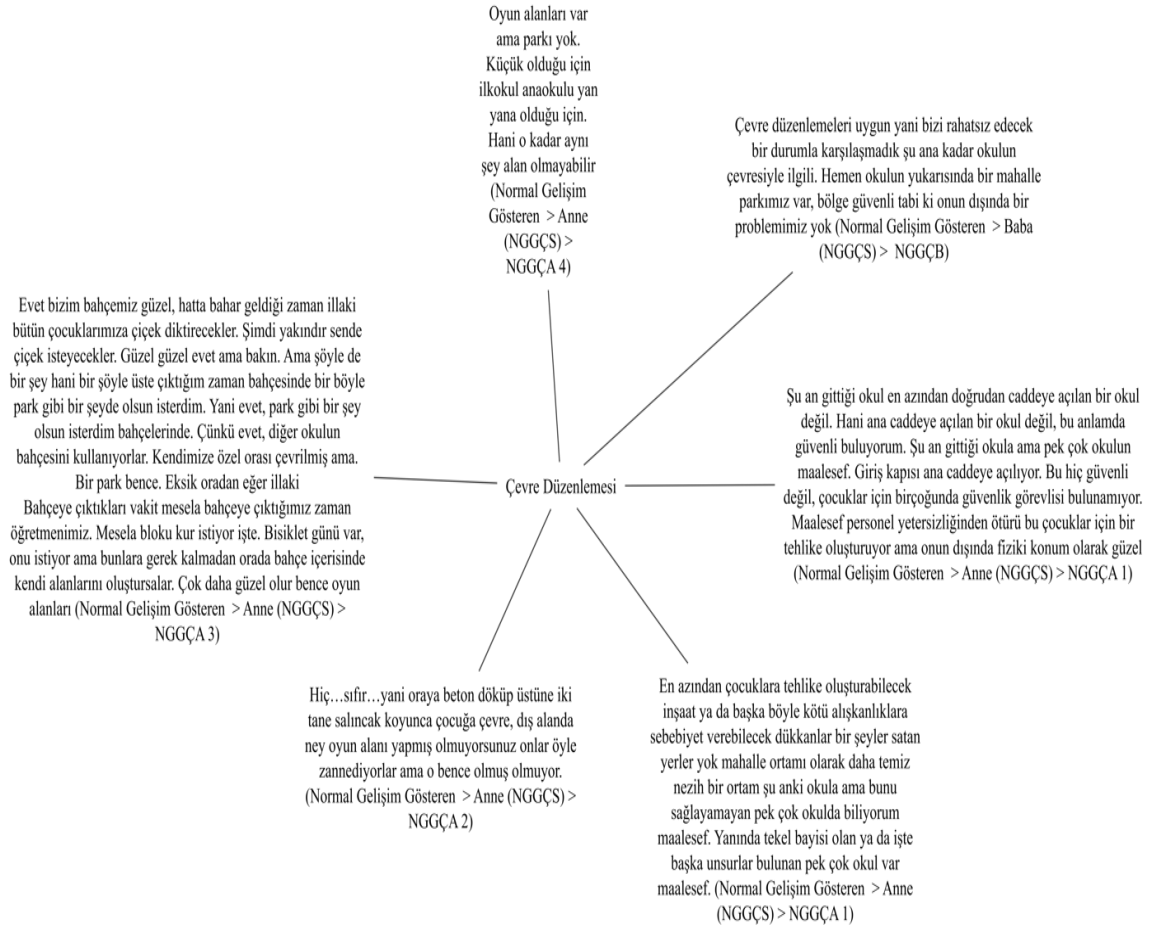 Oyun alanları var
ama parkı yok.
Küçük olduğu için
ilkokul anaokulu yan
yana olduğu için.
Hani o kadar aynı
şey alan olmayabilir
(Normal Gelişim
Gösteren > Anne
(NGGÇS) >
NGGÇA 4)
Çevre düzenlemeleri uygun yani bizi rahatsız edecek
bir durumla karşılaşmadık şu ana kadar okulun
çevresiyle ilgili. Hemen okulun yukarısında bir mahalle
parkımız var, bölge güvenli tabi ki onun dışında bir
problemimiz yok (Normal Gelişim Gösteren > Baba
(NGGÇS) > NGGÇB)
Evet bizim bahçemiz güzel, hatta bahar geldiği zaman illaki
bütün çocuklarımıza çiçek diktirecekler. Şimdi yakındır sende
çiçek isteyecekler. Güzel güzel evet ama bakın. Ama şöyle de
bir şey hani bir şöyle üste çıktığım zaman bahçesinde bir böyle
park gibi bir şeyde olsun isterdim. Yani evet, park gibi bir şey
olsun isterdim bahçelerinde. Çünkü evet, diğer okulun
bahçesini kullanıyorlar. Kendimize özel orası çevrilmiş ama.
Bir park bence. Eksik oradan eğer illaki
Bahçeye çıktıkları vakit mesela bahçeye çıktığımız zaman
öğretmenimiz. Mesela bloku kur istiyor işte. Bisiklet günü var,
onu istiyor ama bunlara gerek kalmadan orada bahçe içerisinde
kendi alanlarını oluştursalar. Çok daha güzel olur bence oyun
alanları (Normal Gelişim Gösteren > Anne (NGGÇS) >
NGGÇA 3)
Çevre Düzenlemesi
Şu an gittiği okul en azından doğrudan caddeye açılan bir okul
değil. Hani ana caddeye açılan bir okul değil, bu anlamda
güvenli buluyorum. Şu an gittiği okula ama pek çok okulun
maalesef. Giriş kapısı ana caddeye açılıyor. Bu hiç güvenli
değil, çocuklar için birçoğunda güvenlik görevlisi bulunamıyor.
Maalesef personel yetersizliğinden ötürü bu çocuklar için bir
tehlike oluşturuyor ama onun dışında fiziki konum olarak güzel
(Normal Gelişim Gösteren > Anne (NGGÇS) > NGGÇA 1)
Hiç…sıfır…yani oraya beton döküp üstüne iki
tane salıncak koyunca çocuğa çevre, dış alanda
ney oyun alanı yapmış olmuyorsunuz onlar öyle
zannediyorlar ama o bence olmuş olmuyor.
(Normal Gelişim Gösteren > Anne (NGGÇS) >
NGGÇA 2)
En azından çocuklara tehlike oluşturabilecek
inşaat ya da başka böyle kötü alışkanlıklara
sebebiyet verebilecek dükkanlar bir şeyler satan
yerler yok mahalle ortamı olarak daha temiz
nezih bir ortam şu anki okula ama bunu
sağlayamayan pek çok okulda biliyorum
maalesef. Yanında tekel bayisi olan ya da işte
başka unsurlar bulunan pek çok okul var
maalesef. (Normal Gelişim Gösteren > Anne
(NGGÇS) > NGGÇA 1)